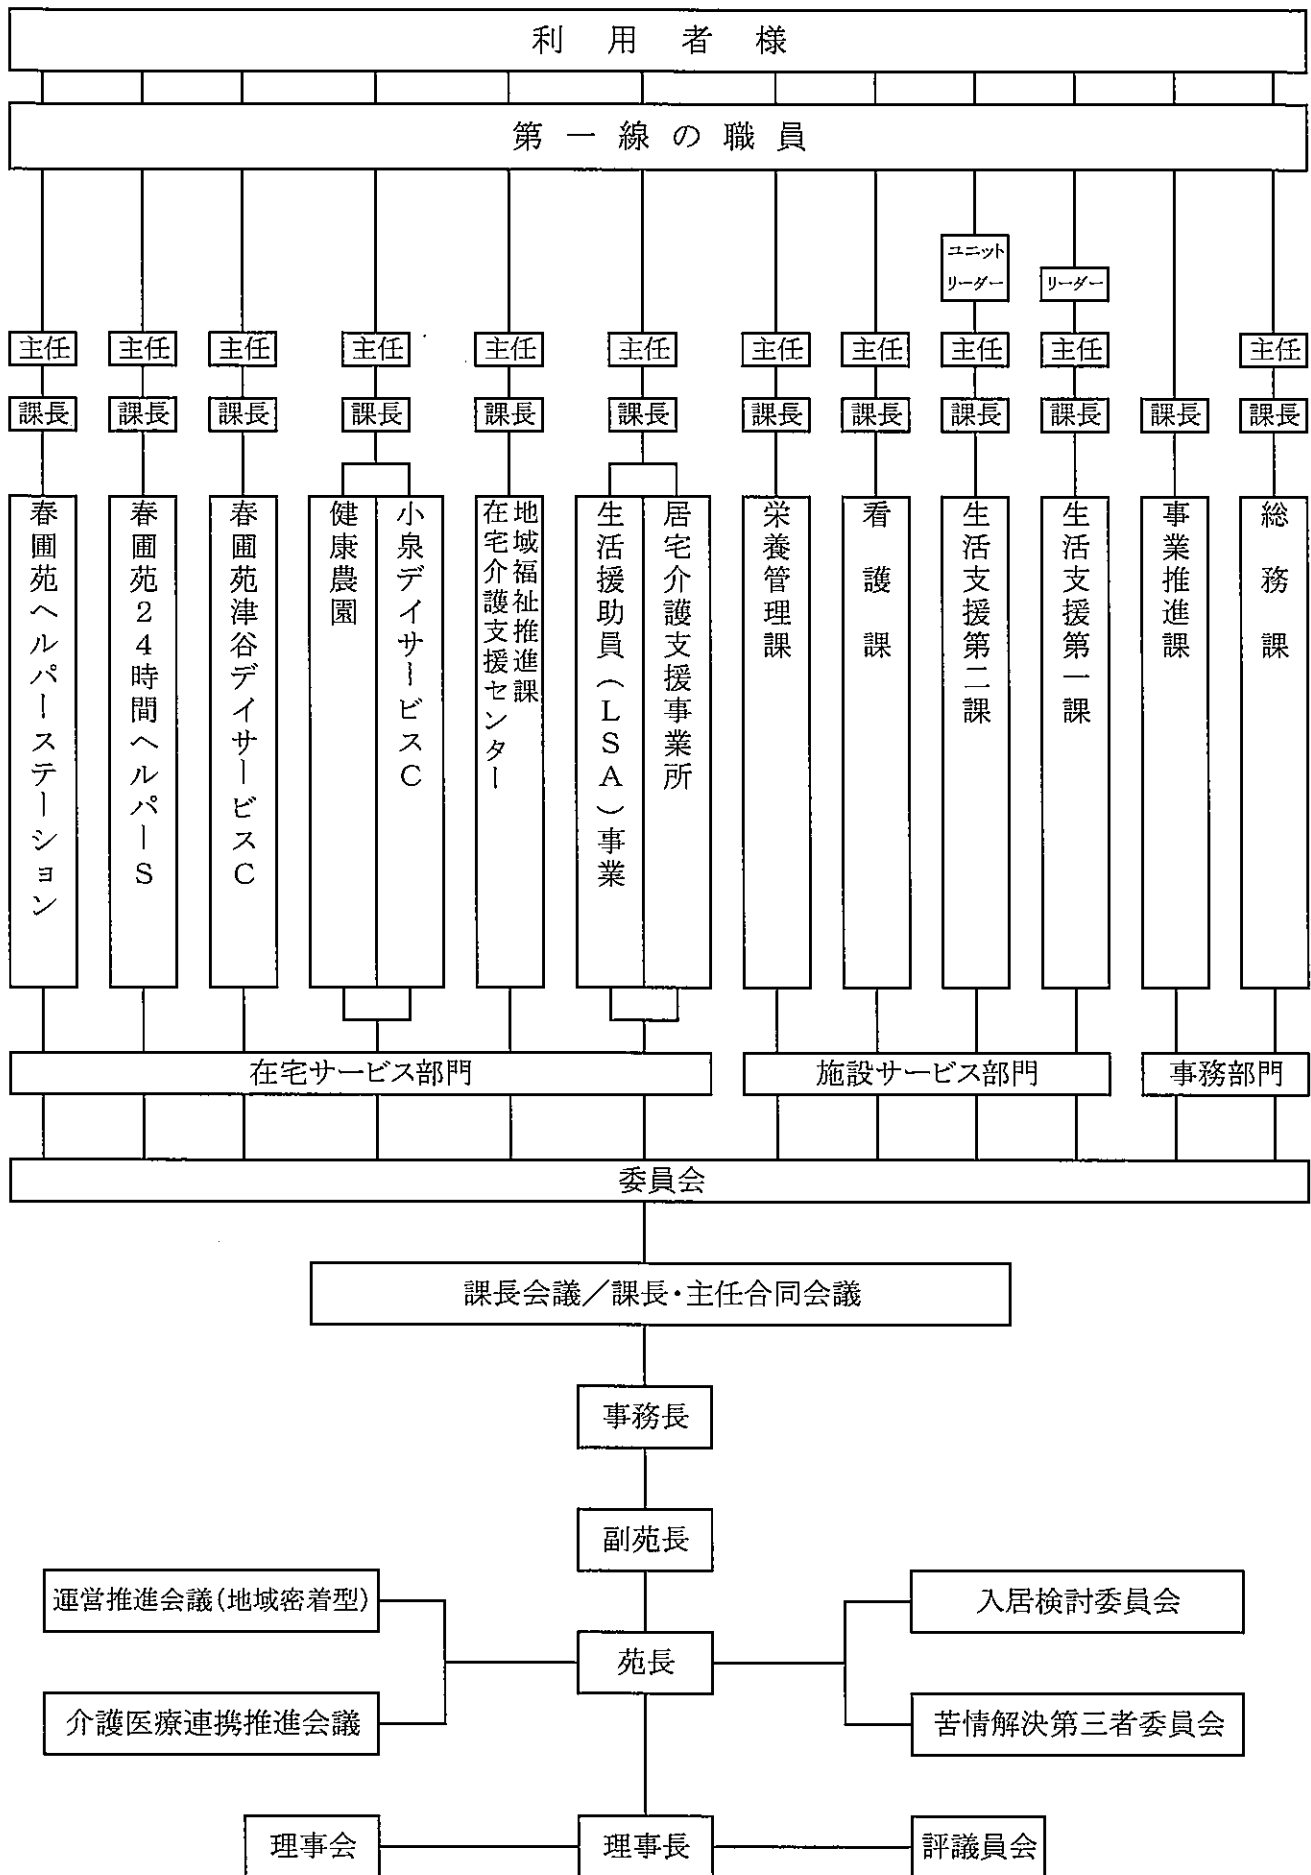 利用者様
第一線の職員
ユニット
リーダー
リーダー
主任
主任
主任
主任
主任
主任
主任
主任
主任
主任
主任
課長
課長
課長
課長
課長
課長
課長
課長
課長
課長
課長
課長
春圃苑ヘルパーステーション
春圃苑24時間ヘルパーS
春圃苑津谷デイサービスC
健康農園
小泉デイサービスC
地域福祉推進課
在宅介護支援センター
生活援助員(LSA)事業
居宅介護支援事業所
栄養管理課
看護課
生活支援第二課
生活支援第一課
事業推進課
総務課
在宅サービス部門
施設サービス部門
事務部門
委員会
課長会議/課長・主任合同会議
事務長
副苑長
運営推進会議(地域密着型)
入居検討委員会
苑長
介護医療連携推進会議
苦情解決第三者委員会
理事会
理事長
評議員会